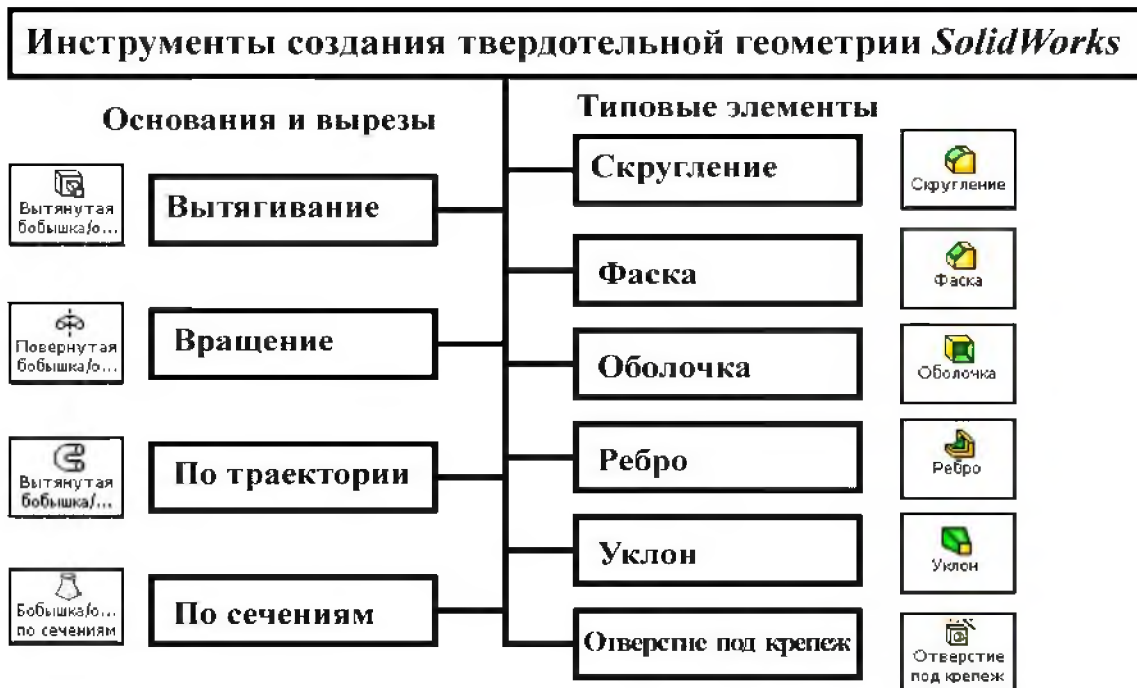 Инструменты создания твердотельной геометрии SolidWorks
Основания и вырезы
Вытянутая
бобышка/о...
Вытягивание
Повернутая
бобышка/о...
Вращение
Вытянутая
бобышка/...
По траектории
Бобышка/о...
по сечениям
По сечениям
Типовые элементы
Скругление
Скругление
Фаска
Фаска
Оболочка
Оболочка
Ребро
Ребро
Уклон
Уклон
Отверстие под крепеж
Отверстие
под крепеж